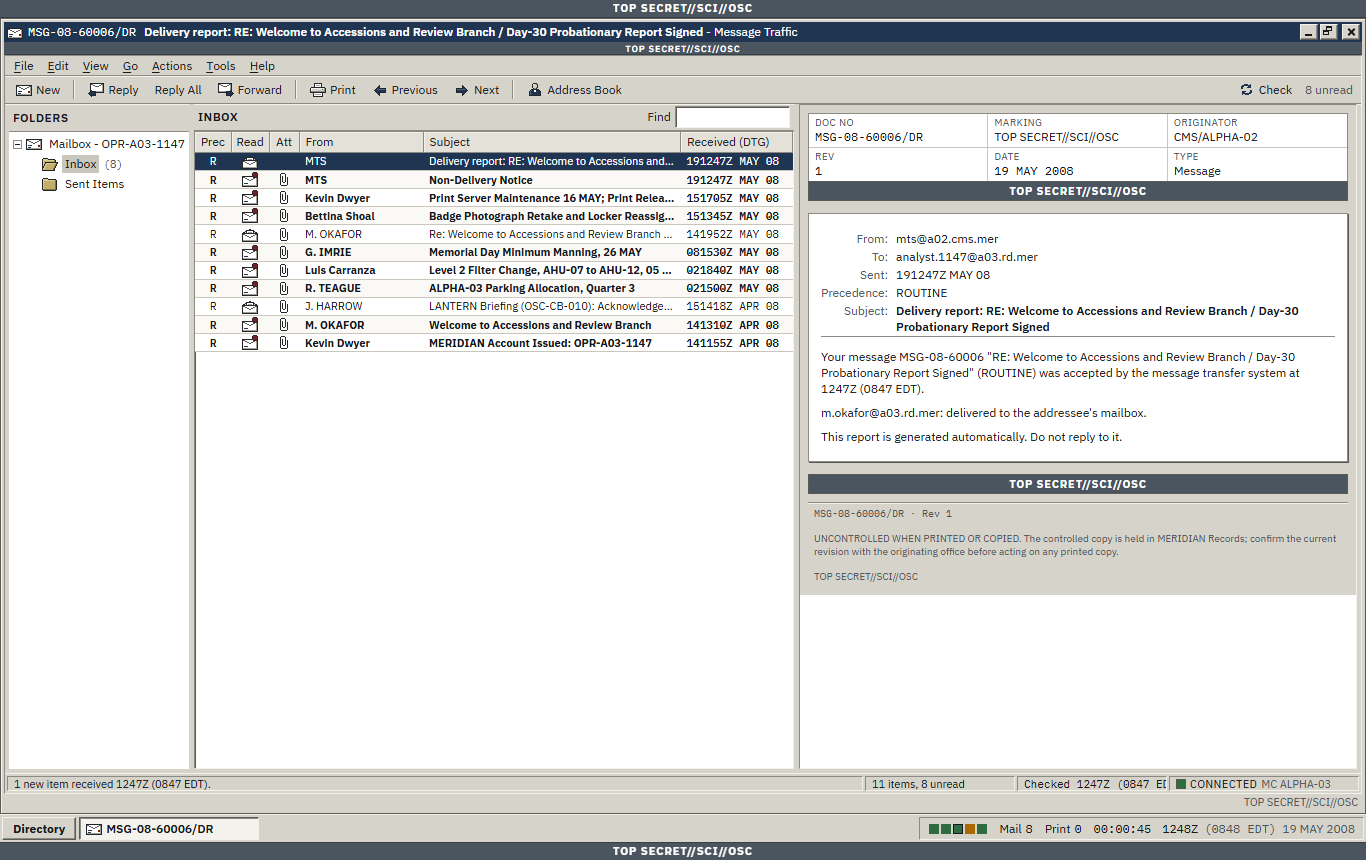 TOP SECRET//SCI//OSC
MSG-08-60006/DR Delivery report: RE: Welcome to Accessions and Review Branch / Day-30 Probationary Report Signed - Message Traffic
TOP SECRET//SCI//OSC
File Edit View Go Actions Tools Help
New Reply Reply All Forward Print Previous Next Address Book Check 8 unread
FOLDERS
Mailbox - OPR-A03-1147
Inbox (8)
Sent Items
INBOX Find
Prec Read Att From Subject Received (DTG)
R MTS Delivery report: RE: Welcome to Accessions and... 191247Z MAY 08
R MTS Non-Delivery Notice 191247Z MAY 08
R Kevin Dwyer Print Server Maintenance 16 MAY; Print Relea... 151705Z MAY 08
R Bettina Shoal Badge Photograph Retake and Locker Reassig... 151345Z MAY 08
R M. OKAFOR Re: Welcome to Accessions and Review Branch ... 141952Z MAY 08
R G. IMRIE Memorial Day Minimum Manning, 26 MAY 081530Z MAY 08
R Luis Carranza Level 2 Filter Change, AHU-07 to AHU-12, 05 ... 021840Z MAY 08
R R. TEAGUE ALPHA-03 Parking Allocation, Quarter 3 021500Z MAY 08
R J. HARROW LANTERN Briefing (OSC-CB-010): Acknowledge... 151418Z APR 08
R M. OKAFOR Welcome to Accessions and Review Branch 141310Z APR 08
R Kevin Dwyer MERIDIAN Account Issued: OPR-A03-1147 141155Z APR 08
DOC NO MARKING ORIGINATOR
MSG-08-60006/DR TOP SECRET//SCI//OSC CMS/ALPHA-02
REV DATE TYPE
1 19 MAY 2008 Message
TOP SECRET//SCI//OSC
From: mts@a02.cms.mer
To: analyst.1147@a03.rd.mer
Sent: 191247Z MAY 08
Precedence: ROUTINE
Subject: Delivery report: RE: Welcome to Accessions and Review Branch / Day-30
Probationary Report Signed
Your message MSG-08-60006 "RE: Welcome to Accessions and Review Branch / Day-30
Probationary Report Signed" (ROUTINE) was accepted by the message transfer system at
1247Z (0847 EDT).
m.okafor@a03.rd.mer: delivered to the addressee's mailbox.
This report is generated automatically. Do not reply to it.
TOP SECRET//SCI//OSC
MSG-08-60006/DR · Rev 1
UNCONTROLLED WHEN PRINTED OR COPIED. The controlled copy is held in MERIDIAN Records; confirm the current
revision with the originating office before acting on any printed copy.
TOP SECRET//SCI//OSC
1 new item received 1247Z (0847 EDT). 11 items, 8 unread Checked 1247Z (0847 ED CONNECTED MC ALPHA-03
TOP SECRET//SCI//OSC
Directory MSG-08-60006/DR Mail 8 Print 0 00:00:45 1248Z (0848 EDT) 19 MAY 2008
TOP SECRET//SCI//OSC